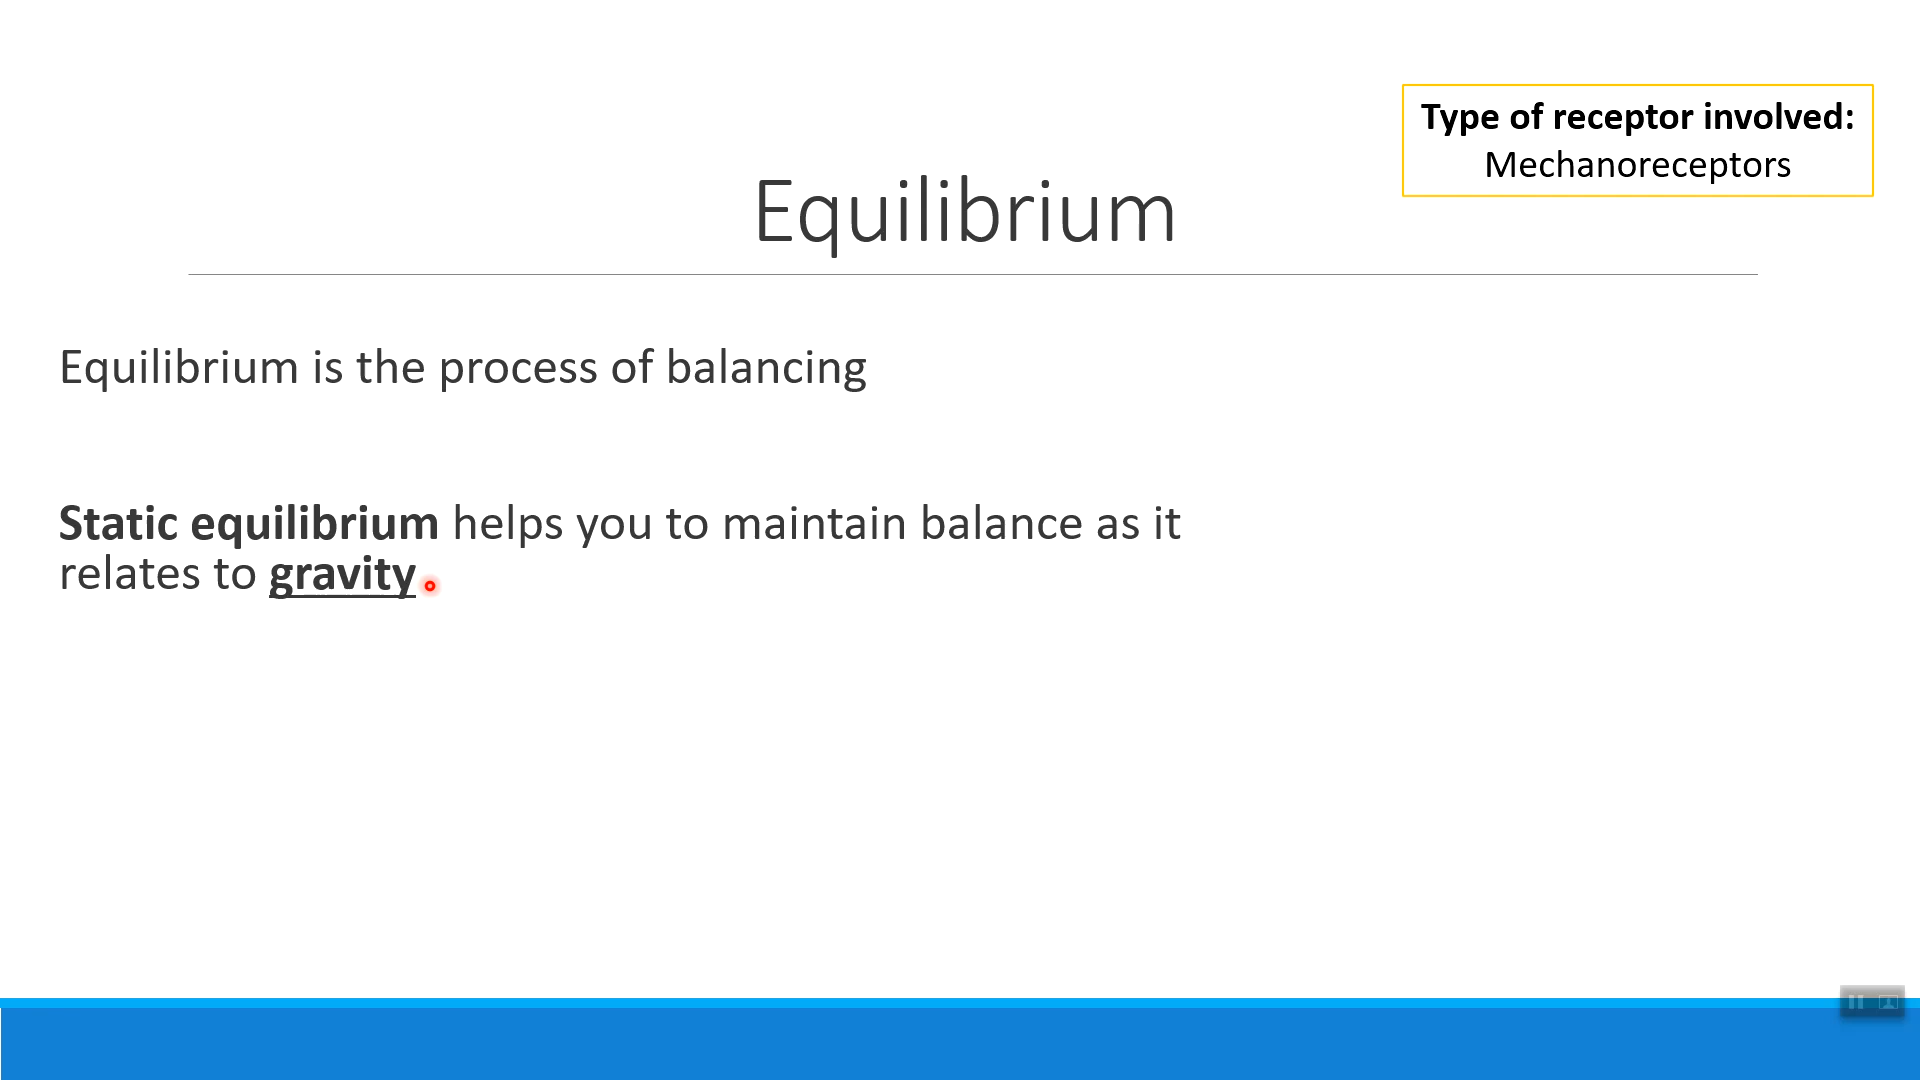 Type of receptor involved:
Mechanoreceptors
Equilibrium
Equilibrium is the process of balancing
Static equilibrium helps you to maintain balance as it
relates to gravity